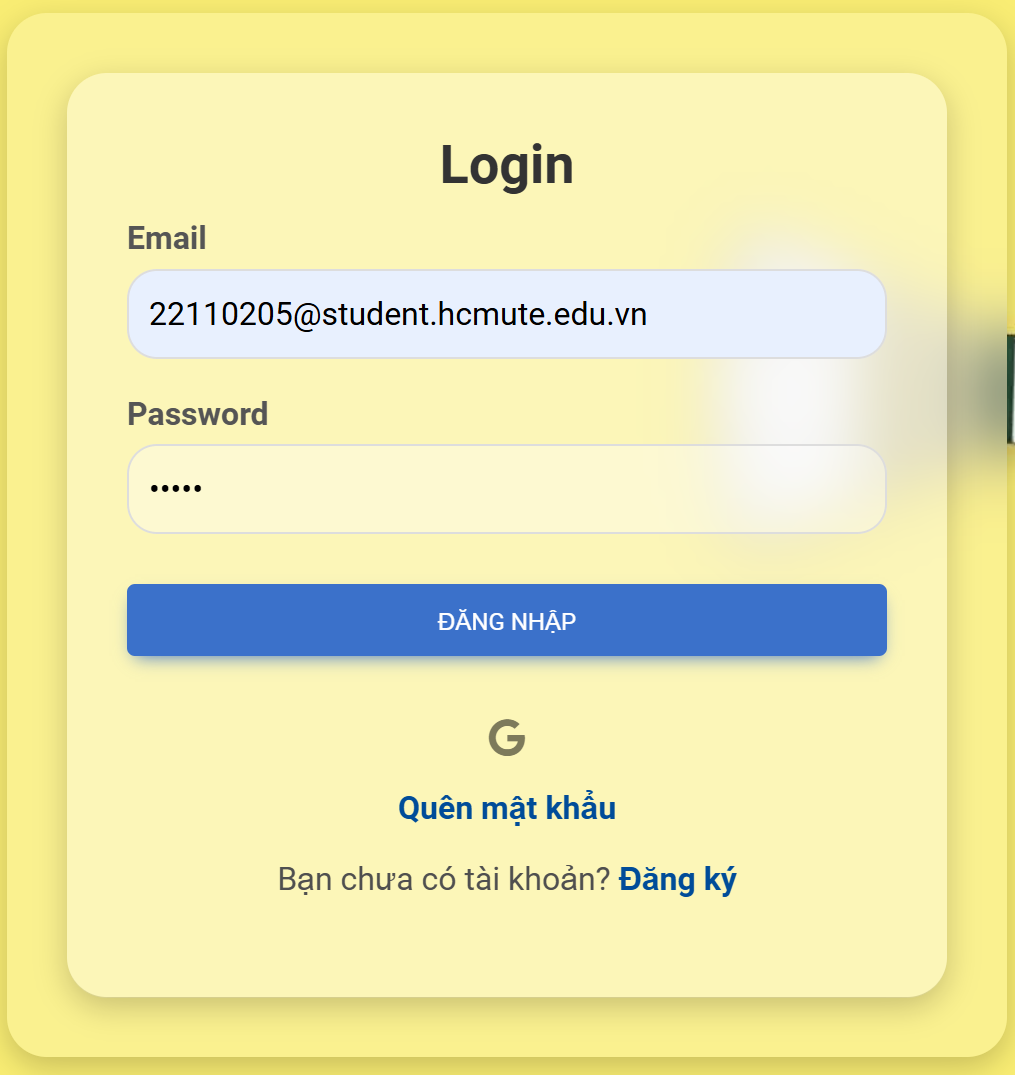 Login
Email
22110205@student.hcmute.edu.vn
Password
•••••
ĐĂNG NHẬP
G
Quên mật khẩu
Bạn chưa có tài khoản? Đăng ký